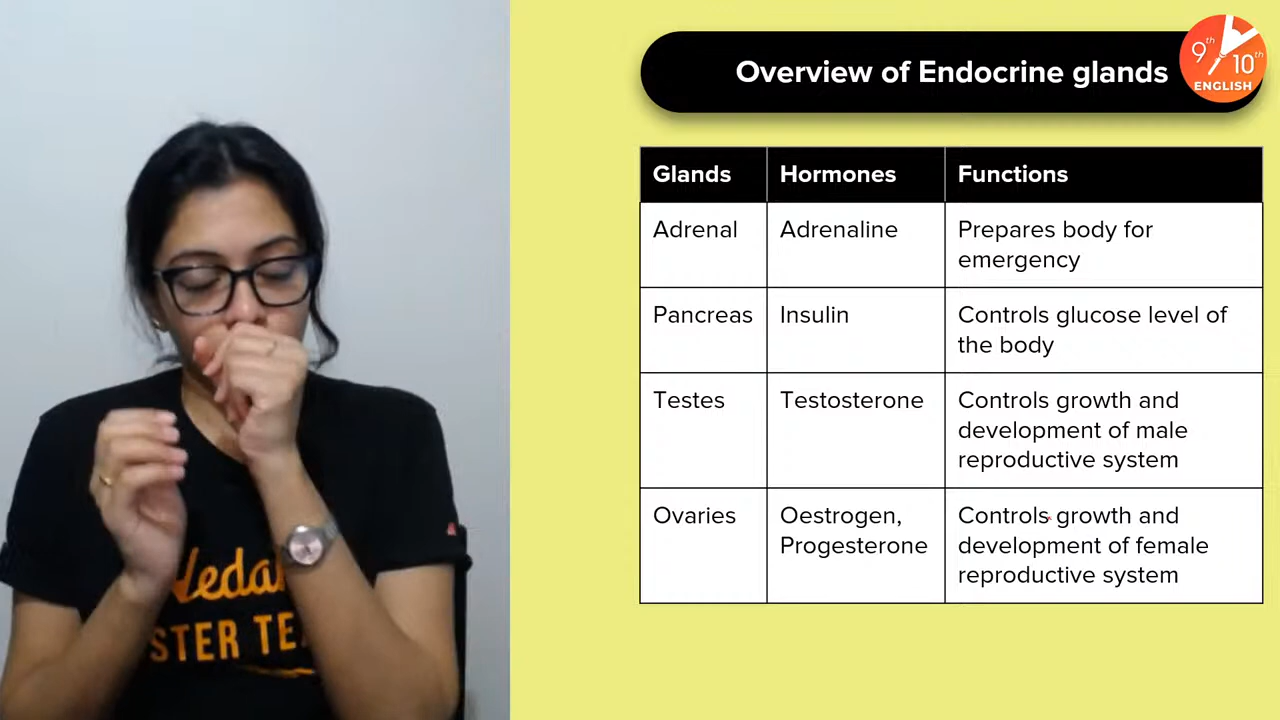 Overview of Endocrine glands
9th 10th
ENGLISH
Glands Hormones Functions
Adrenal Adrenaline Prepares body for
emergency
Pancreas Insulin Controls glucose level of
the body
Testes Testosterone Controls growth and
development of male
reproductive system
Ovaries Oestrogen, Controls growth and
Progesterone development of female
reproductive system
STER TE